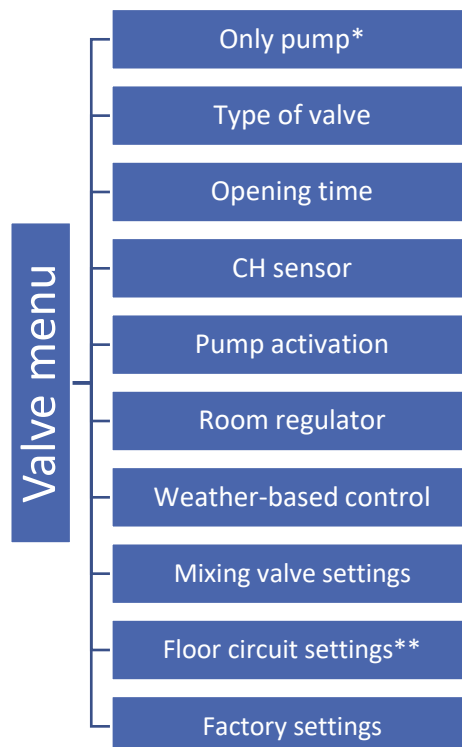 Valve menu
Only pump*
Type of valve
Opening time
CH sensor
Pump activation
Room regulator
Weather-based control
Mixing valve settings
Floor circuit settings**
Factory settings